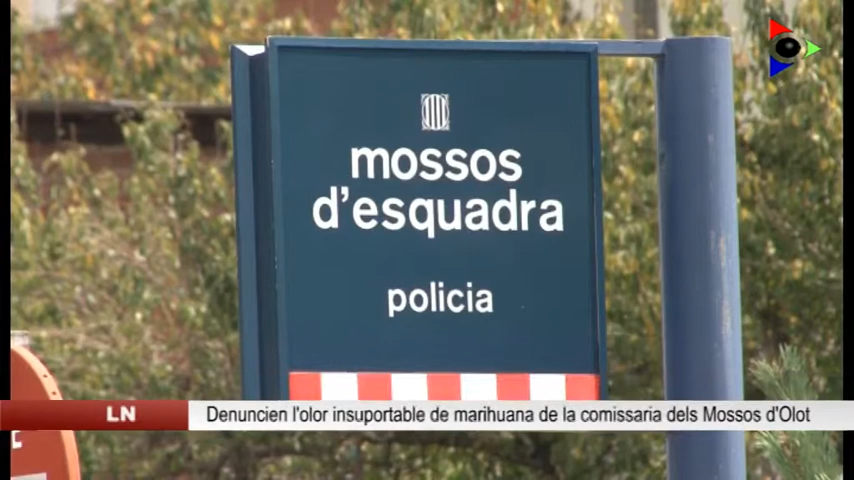 mossos
d'esquadra
policia
LN Denuncien l'olor insuportable de marihuana de la comissaria dels Mossos d'Olot